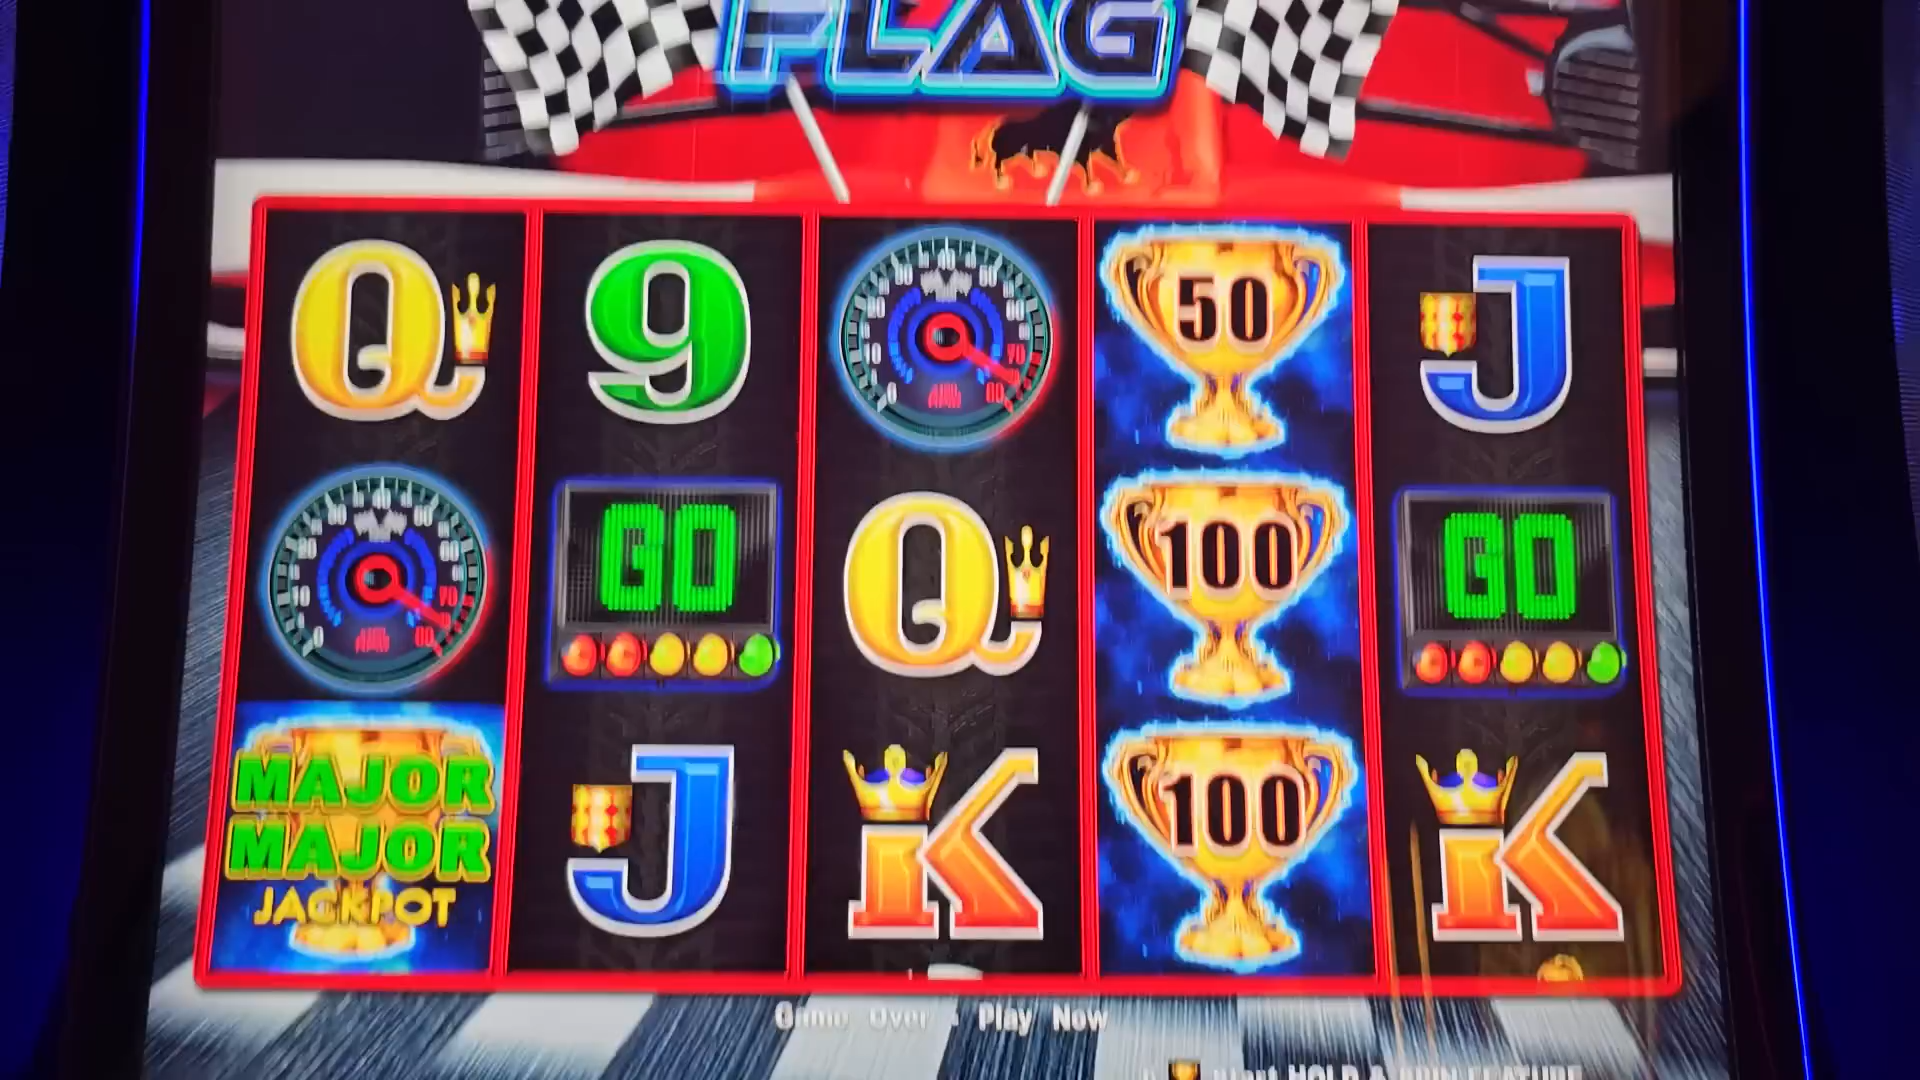 FLAG
Q 9 50 J
GO Q 100 GO
MAJOR
MAJOR
JACKPOT
J K 100 K
Game Over - Play Now
HOLD & SPIN FEATURE